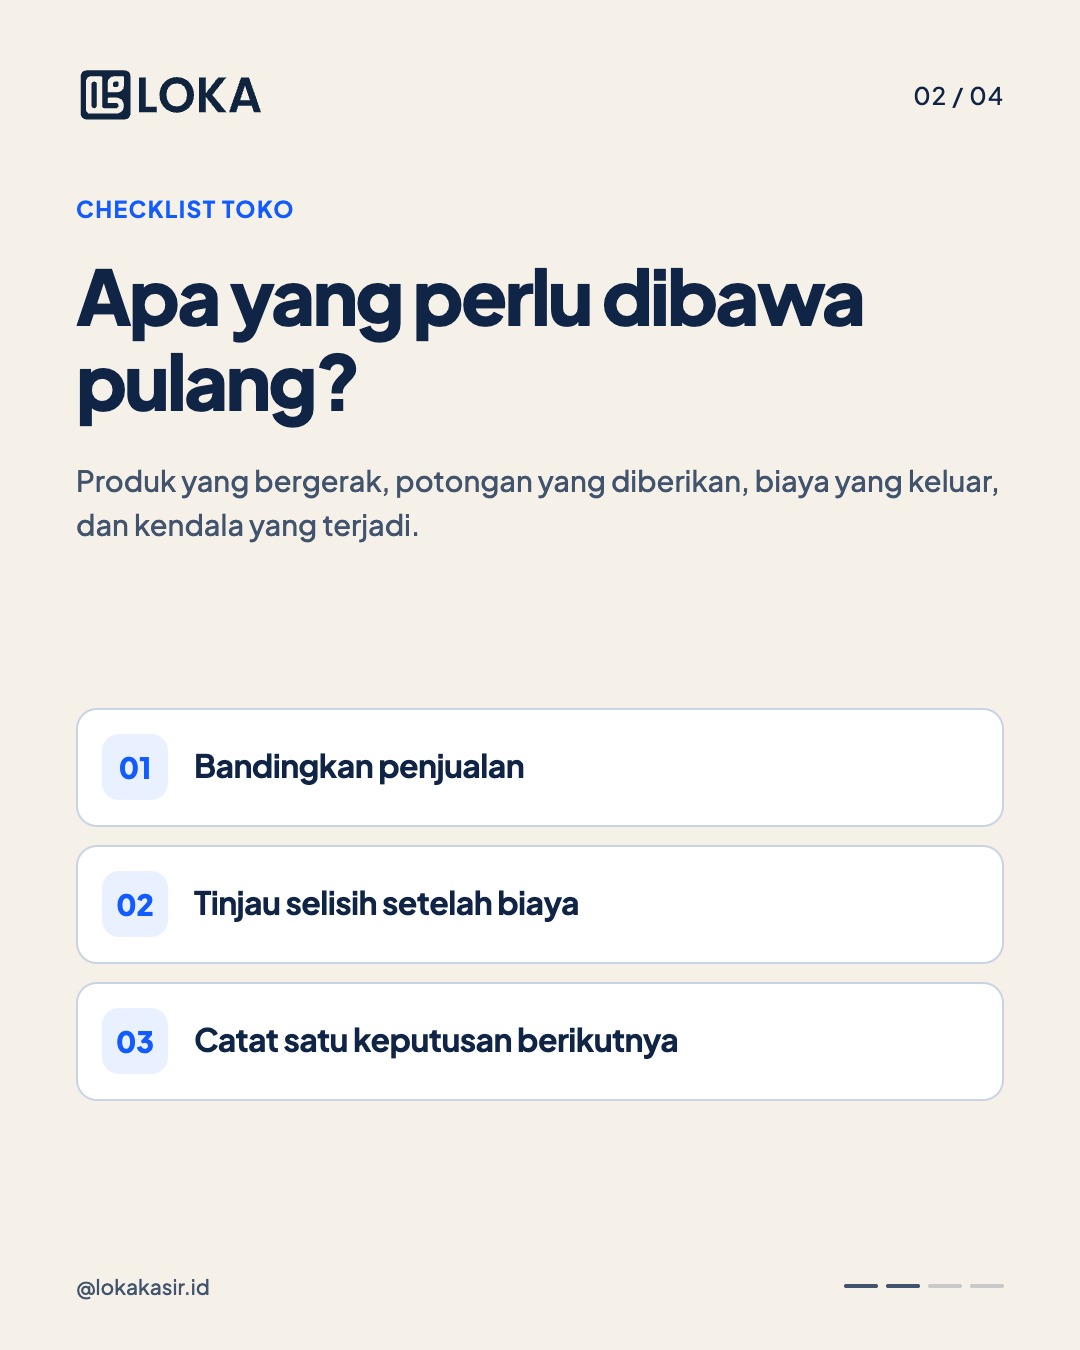 LOKA
02 / 04
CHECKLIST TOKO
Apa yang perlu dibawa
pulang?
Produk yang bergerak, potongan yang diberikan, biaya yang keluar,
dan kendala yang terjadi.
01 Bandingkan penjualan
02 Tinjau selisih setelah biaya
03 Catat satu keputusan berikutnya
@lokakasir.id